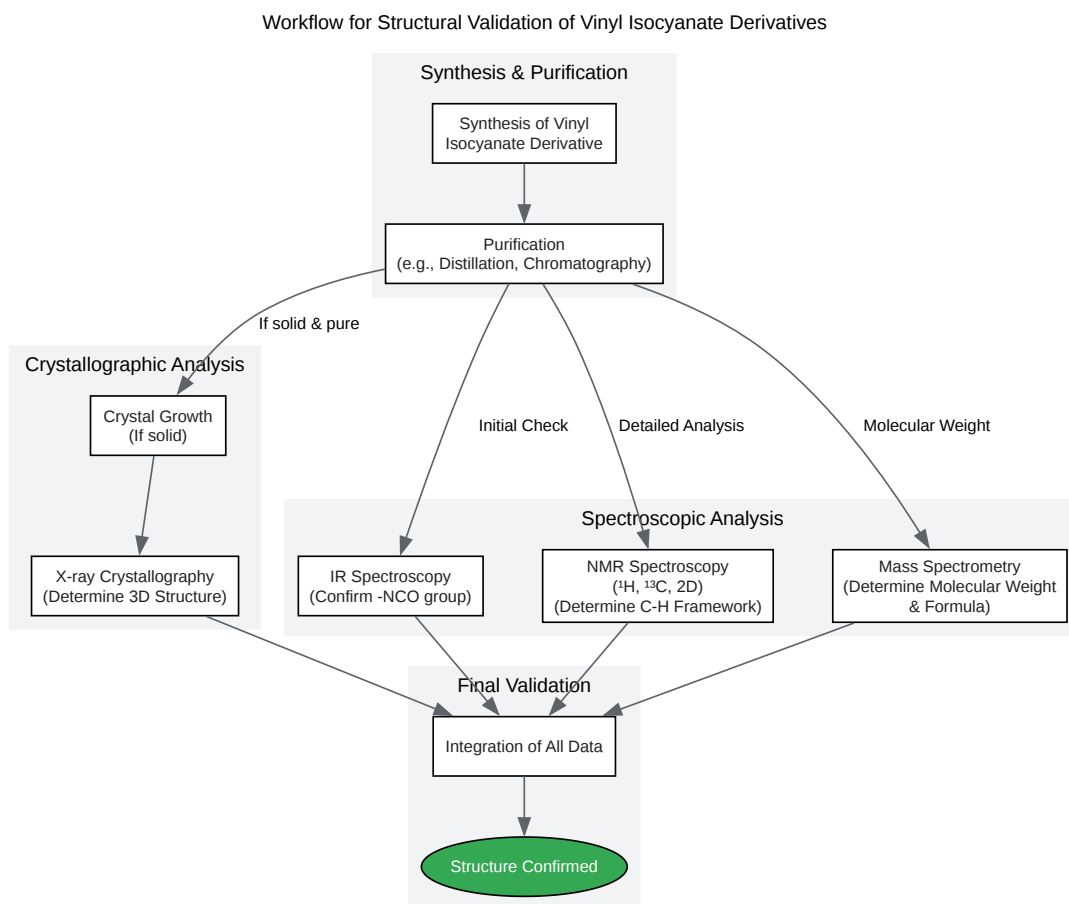 Workflow for Structural Validation of Vinyl Isocyanate Derivatives
Synthesis & Purification
Synthesis of Vinyl
Isocyanate Derivative
Purification
(e.g., Distillation, Chromatography)
If solid & pure
Crystallographic Analysis
Crystal Growth
(If solid)
Initial Check
Detailed Analysis
Molecular Weight
Spectroscopic Analysis
X-ray Crystallography
(Determine 3D Structure)
IR Spectroscopy
(Confirm -NCO group)
NMR Spectroscopy
(¹H, ¹³C, 2D)
(Determine C-H Framework)
Mass Spectrometry
(Determine Molecular Weight
& Formula)
Final Validation
Integration of All Data
Structure Confirmed